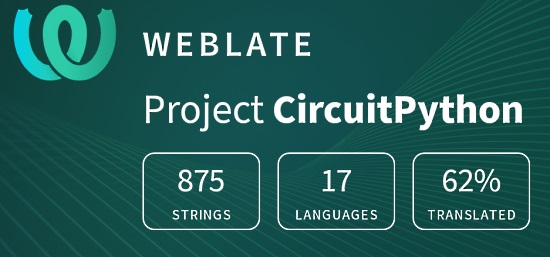 WEBLATE
Project CircuitPython
875 17 62%
STRINGS LANGUAGES TRANSLATED